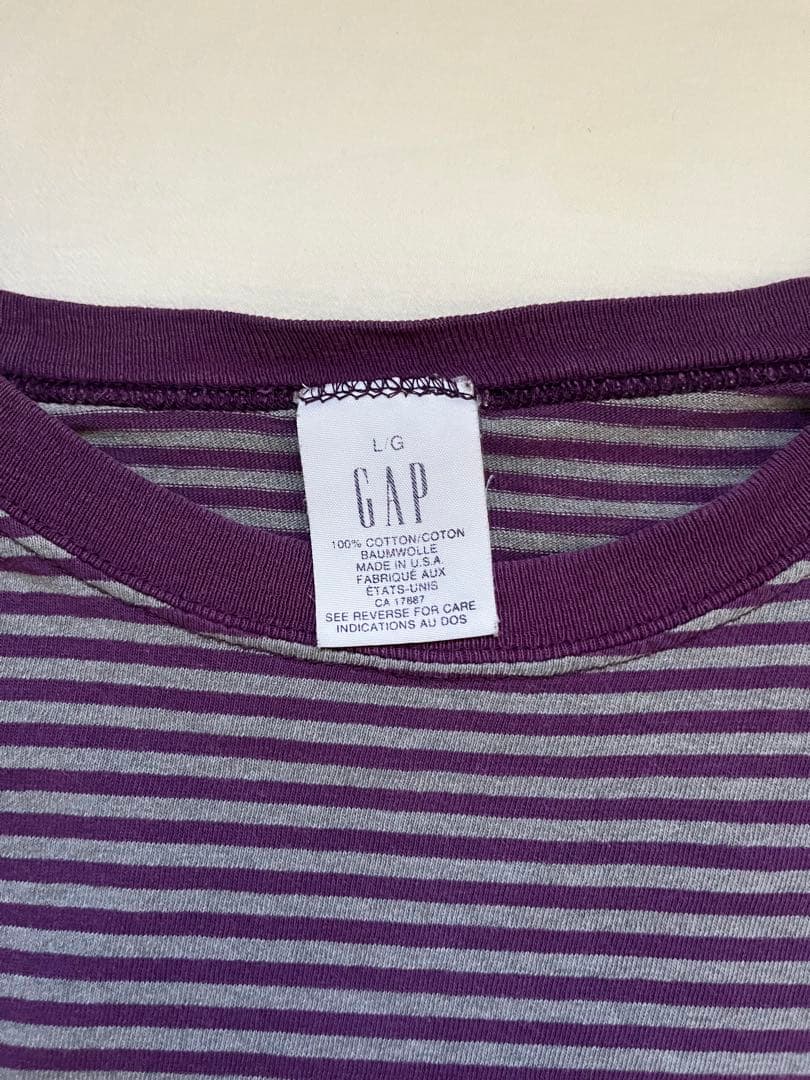 L/G
GAP
100% COTTON/COTON
BAUMWOLLE
MADE IN U.S.A.
FABRIQUÉ AUX
ÉTATS-UNIS
CA 17887
SEE REVERSE FOR CARE
INDICATIONS AU DOS